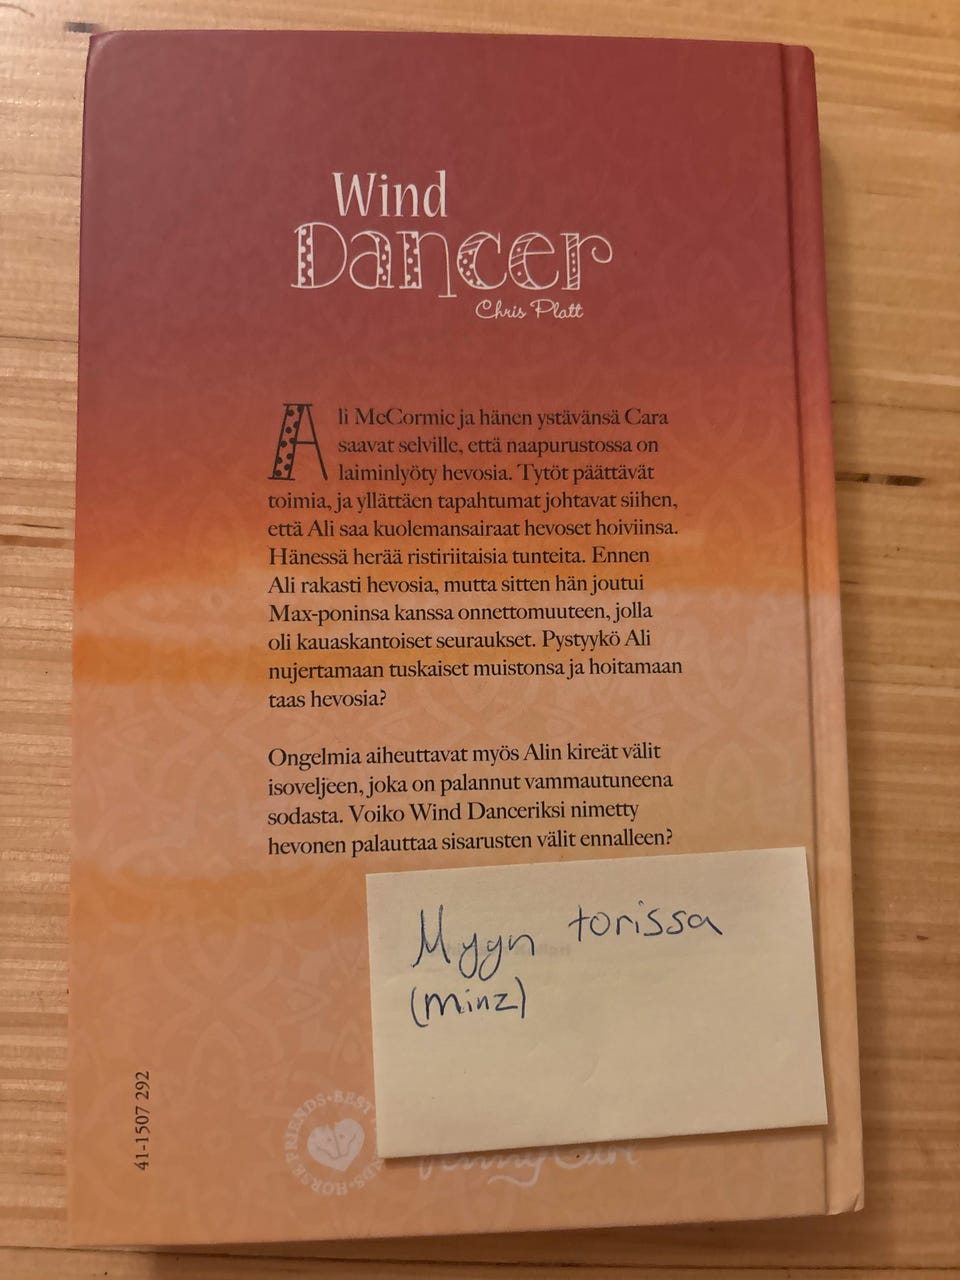 Wind
Dancer
Chris Platt
Ali McCormic ja hänen ystävänsä Cara
saavat selville, että naapurustossa on
laiminlyöty hevosia. Tytöt päättävät
toimia, ja yllättäen tapahtumat johtavat siihen,
että Ali saa kuolemansairaat hevoset hoiviinsa.
Hänessä herää ristiriitaisia tunteita. Ennen
Ali rakasti hevosia, mutta sitten hän joutui
Max-poninsa kanssa onnettomuuteen, jolla
oli kauaskantoiset seuraukset. Pystyykö Ali
nujertamaan tuskaiset muistonsa ja hoitamaan
taas hevosia?
Ongelmia aiheuttavat myös Alin kireät välit
isoveljeen, joka on palannut vammautuneena
sodasta. Voiko Wind Danceriksi nimetty
hevonen palauttaa sisarusten välit ennalleen?
Myyn torissa
(minz)
HORSE FRIENDS • BEST
41-1507 292